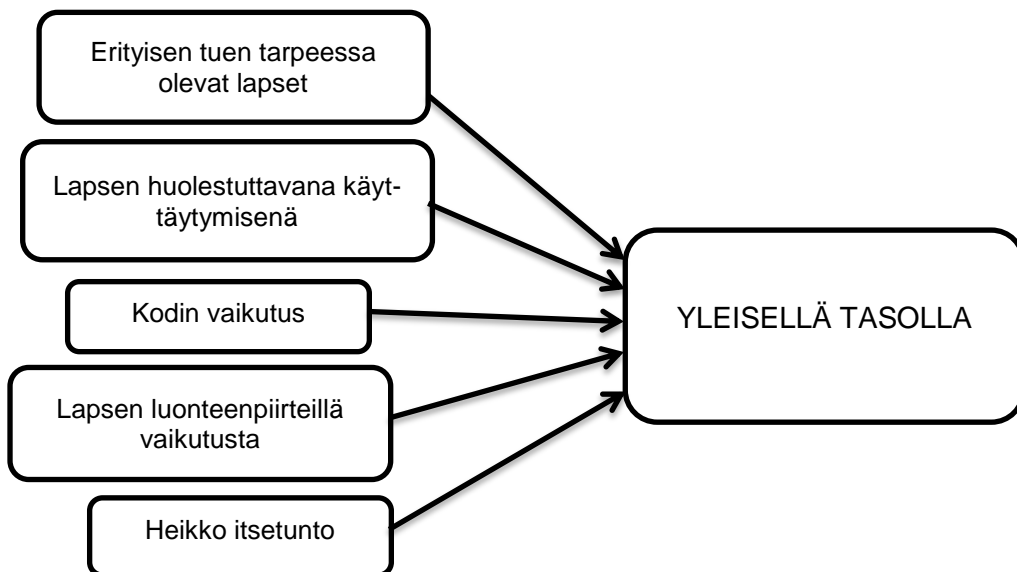 Erityisen tuen tarpeessa
olevat lapset
Lapsen huolestuttavana käyt-
täytymisenä
Kodin vaikutus
YLEISELLÄ TASOLLA
Lapsen luonteenpiirteillä
vaikutusta
Heikko itsetunto